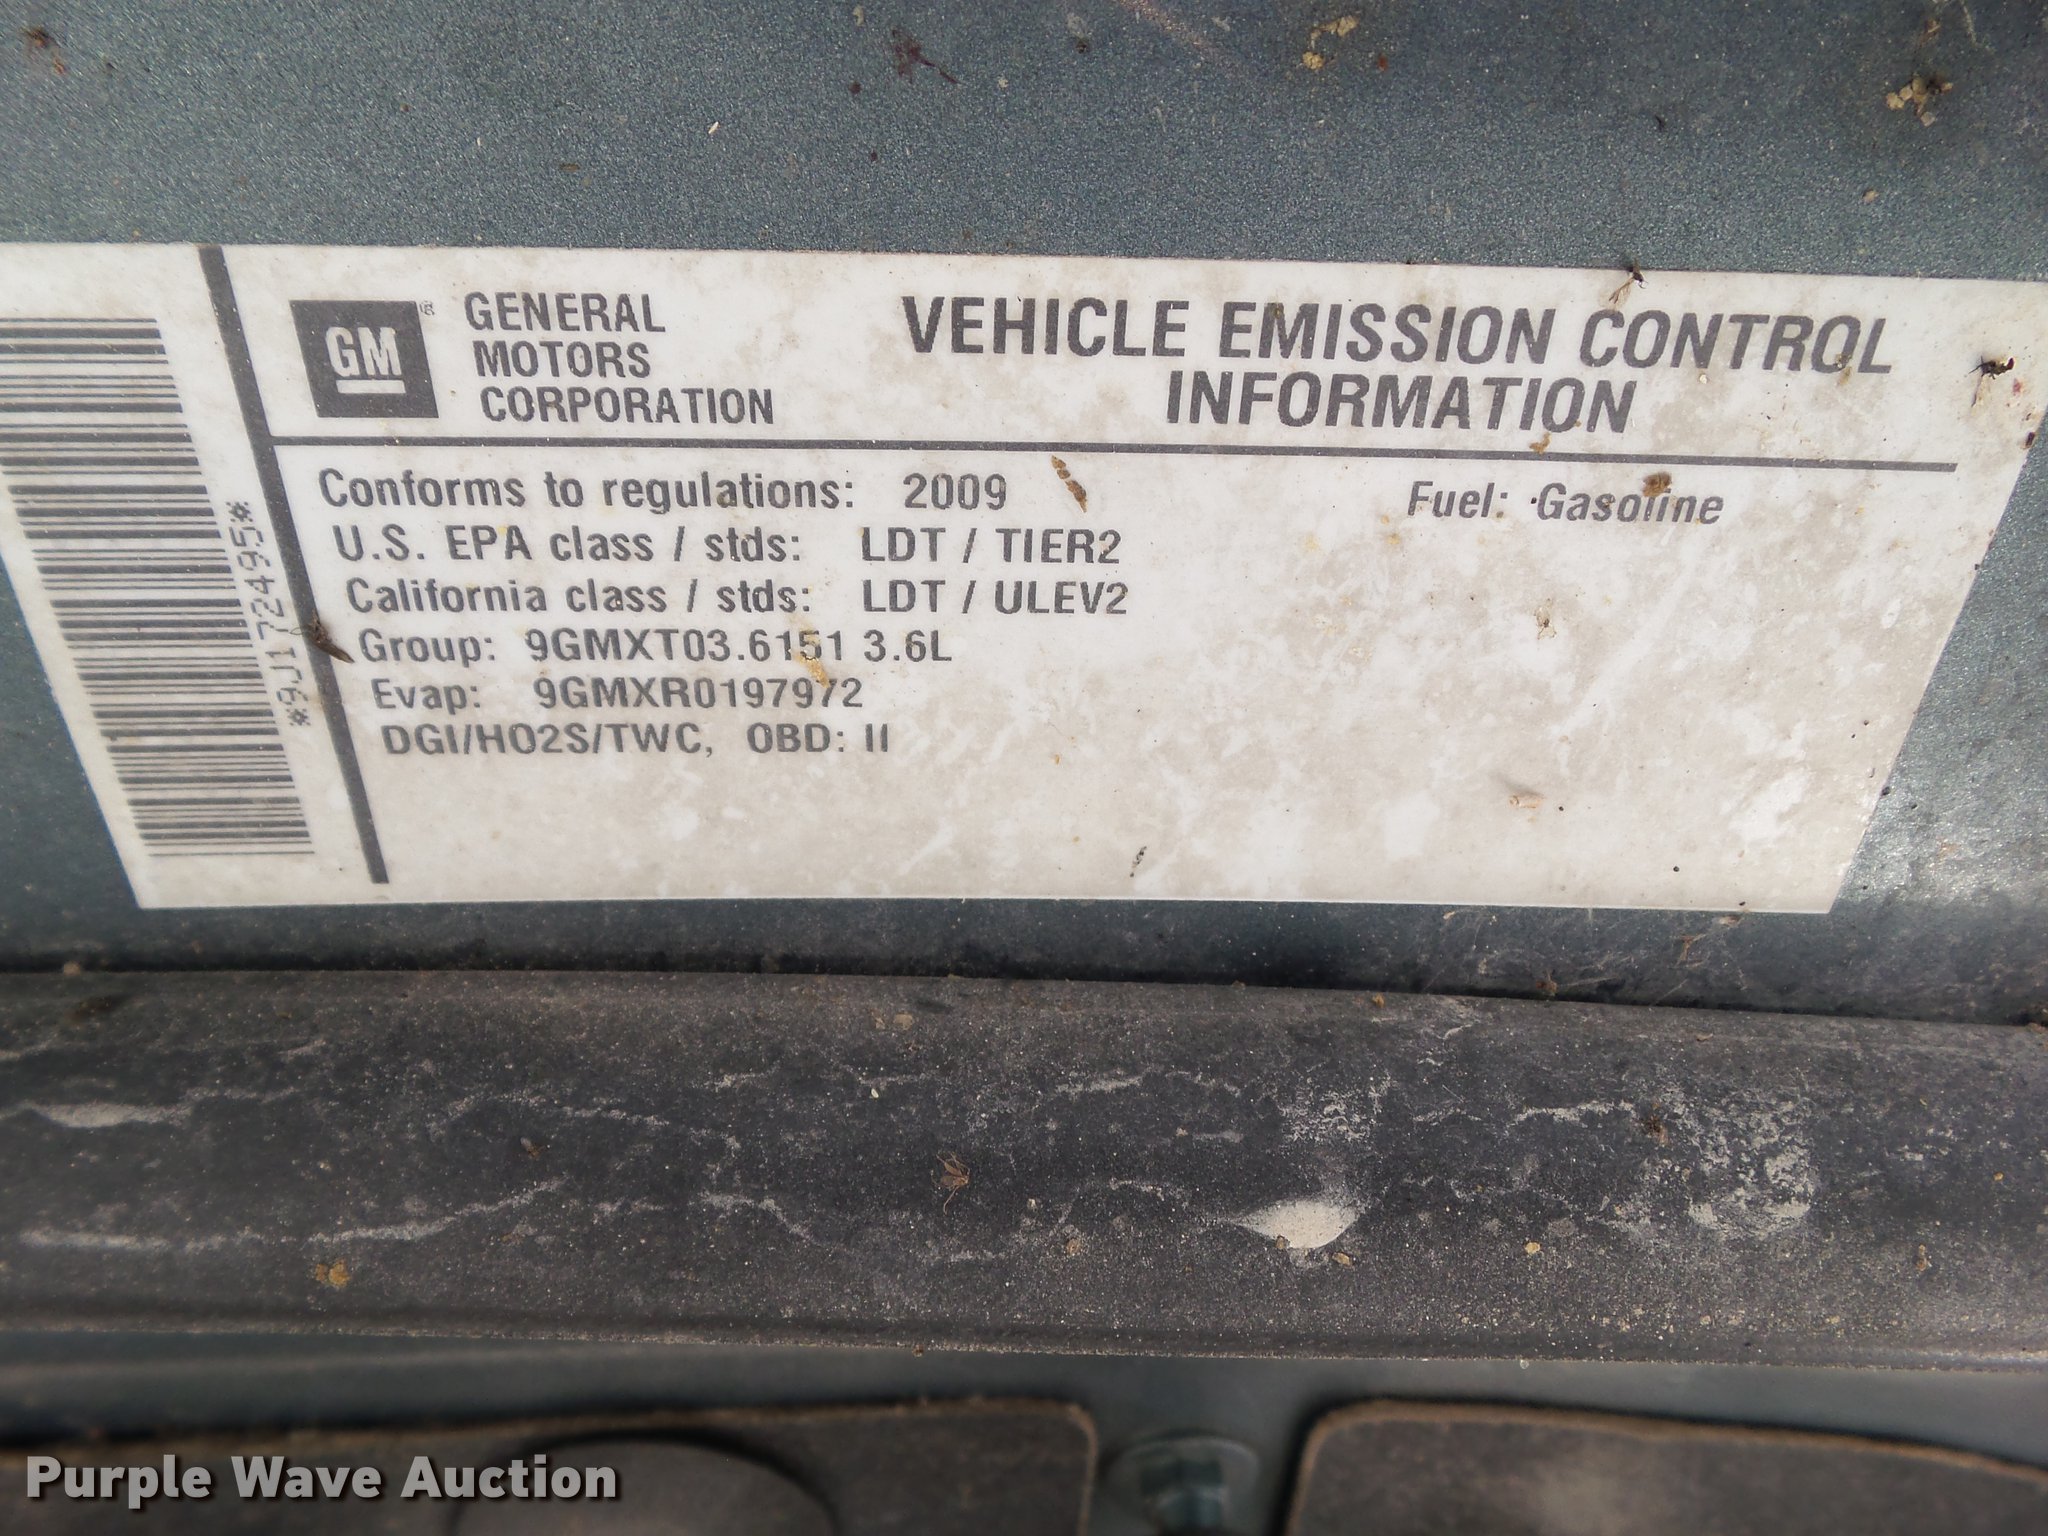 *9J172495*
GM®
GENERAL
MOTORS
CORPORATION
VEHICLE EMISSION CONTROL
INFORMATION
Conforms to regulations: 2009
Fuel: Gasoline
U.S. EPA class / stds: LDT / TIER2
California class / stds: LDT / ULEV2
Group: 9GMXT03.6151 3.6L
Evap: 9GMXR0197972
DGI/HO2S/TWC, OBD: II
Purple Wave Auction